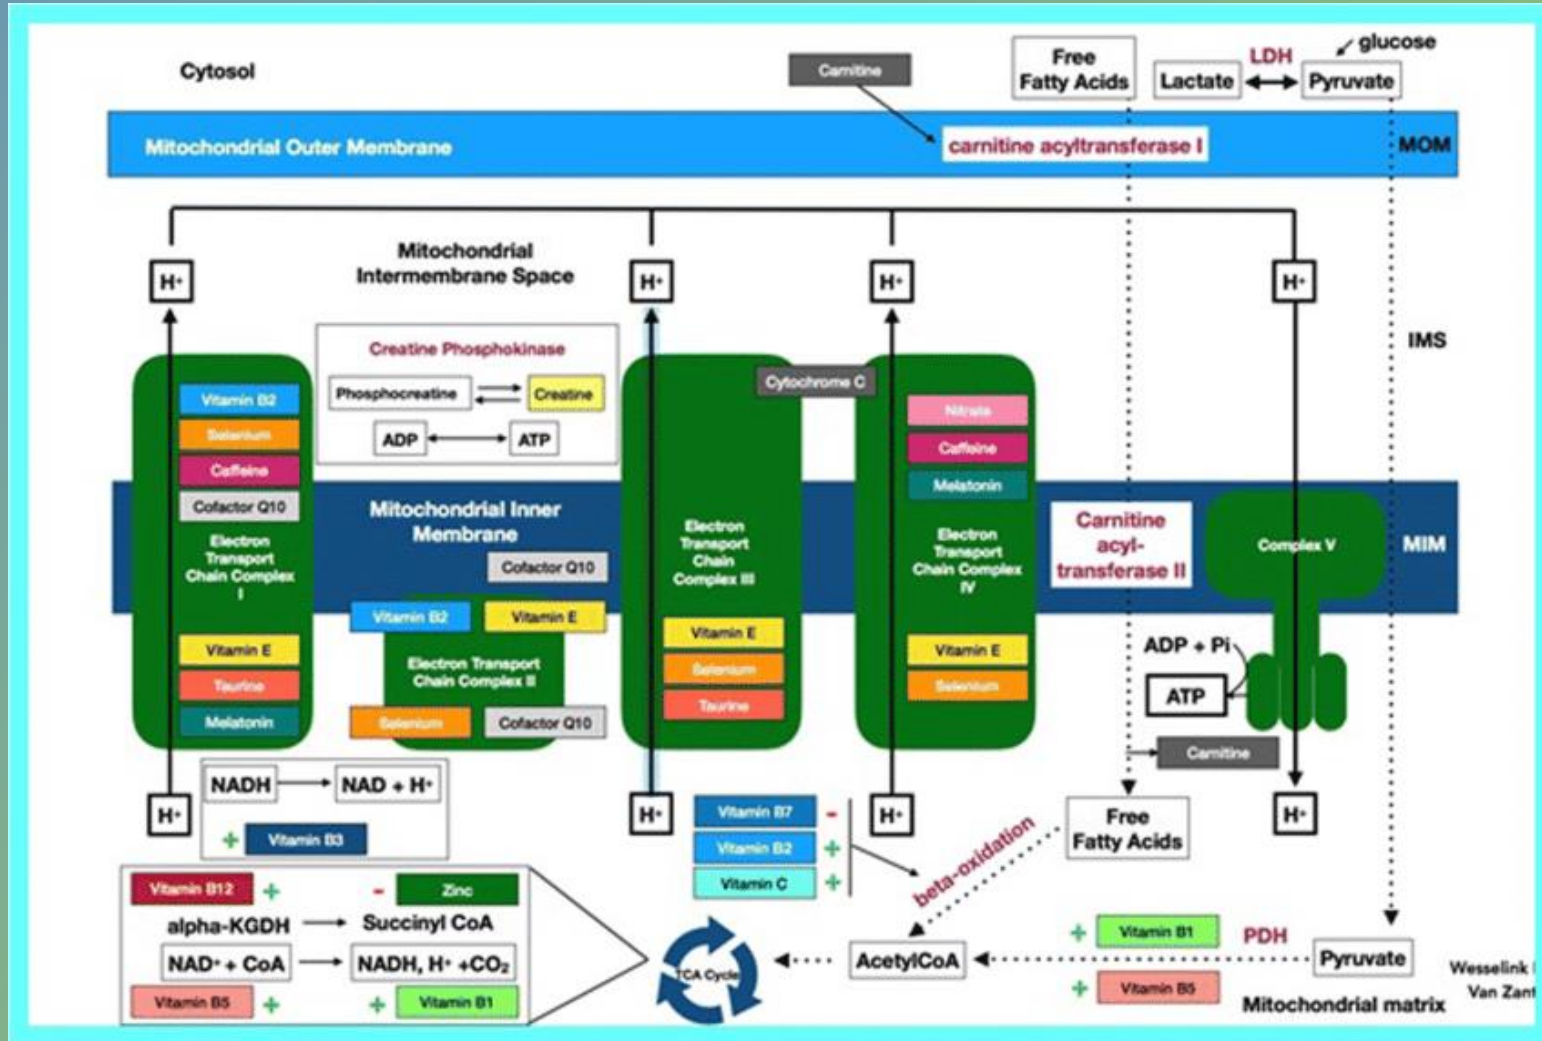 Cytosol
Carnitine
Free
Fatty Acids
LDH
glucose
Lactate
Pyruvate
Mitochondrial Outer Membrane
carnitine acyltransferase I
MOM
H+
Mitochondrial
Intermembrane Space
H+
H+
H+
IMS
Creatine Phosphokinase
Phosphocreatine
Creatine
ADP
ATP
Cytochrome C
Vitamin B2
Selenium
Caffeine
Cofactor Q10
Electron
Transport
Chain Complex
I
Vitamin E
Taurine
Melatonin
Mitochondrial Inner
Membrane
Cofactor Q10
Vitamin B2
Vitamin E
Electron Transport
Chain Complex II
Selenium
Cofactor Q10
Electron
Transport
Chain
Complex III
Vitamin E
Selenium
Taurine
Nitrate
Caffeine
Melatonin
Electron
Transport
Chain Complex
IV
Vitamin E
Selenium
Carnitine
acyl-
transferase II
Complex V
MIM
ADP + Pi
ATP
Carnitine
NADH
NAD + H+
+ Vitamin B3
H+
H+
H+
H+
Vitamin B7 -
Vitamin B2 +
Vitamin C +
beta-oxidation
Free
Fatty Acids
Vitamin B12 +
- Zinc
alpha-KGDH
Succinyl CoA
NAD+ + CoA
NADH, H+ +CO2
Vitamin B5 +
+ Vitamin B1
TCA Cycle
AcetylCoA
+ Vitamin B1
PDH
+ Vitamin B5
Pyruvate
Mitochondrial matrix
Wesselink
Van Zant